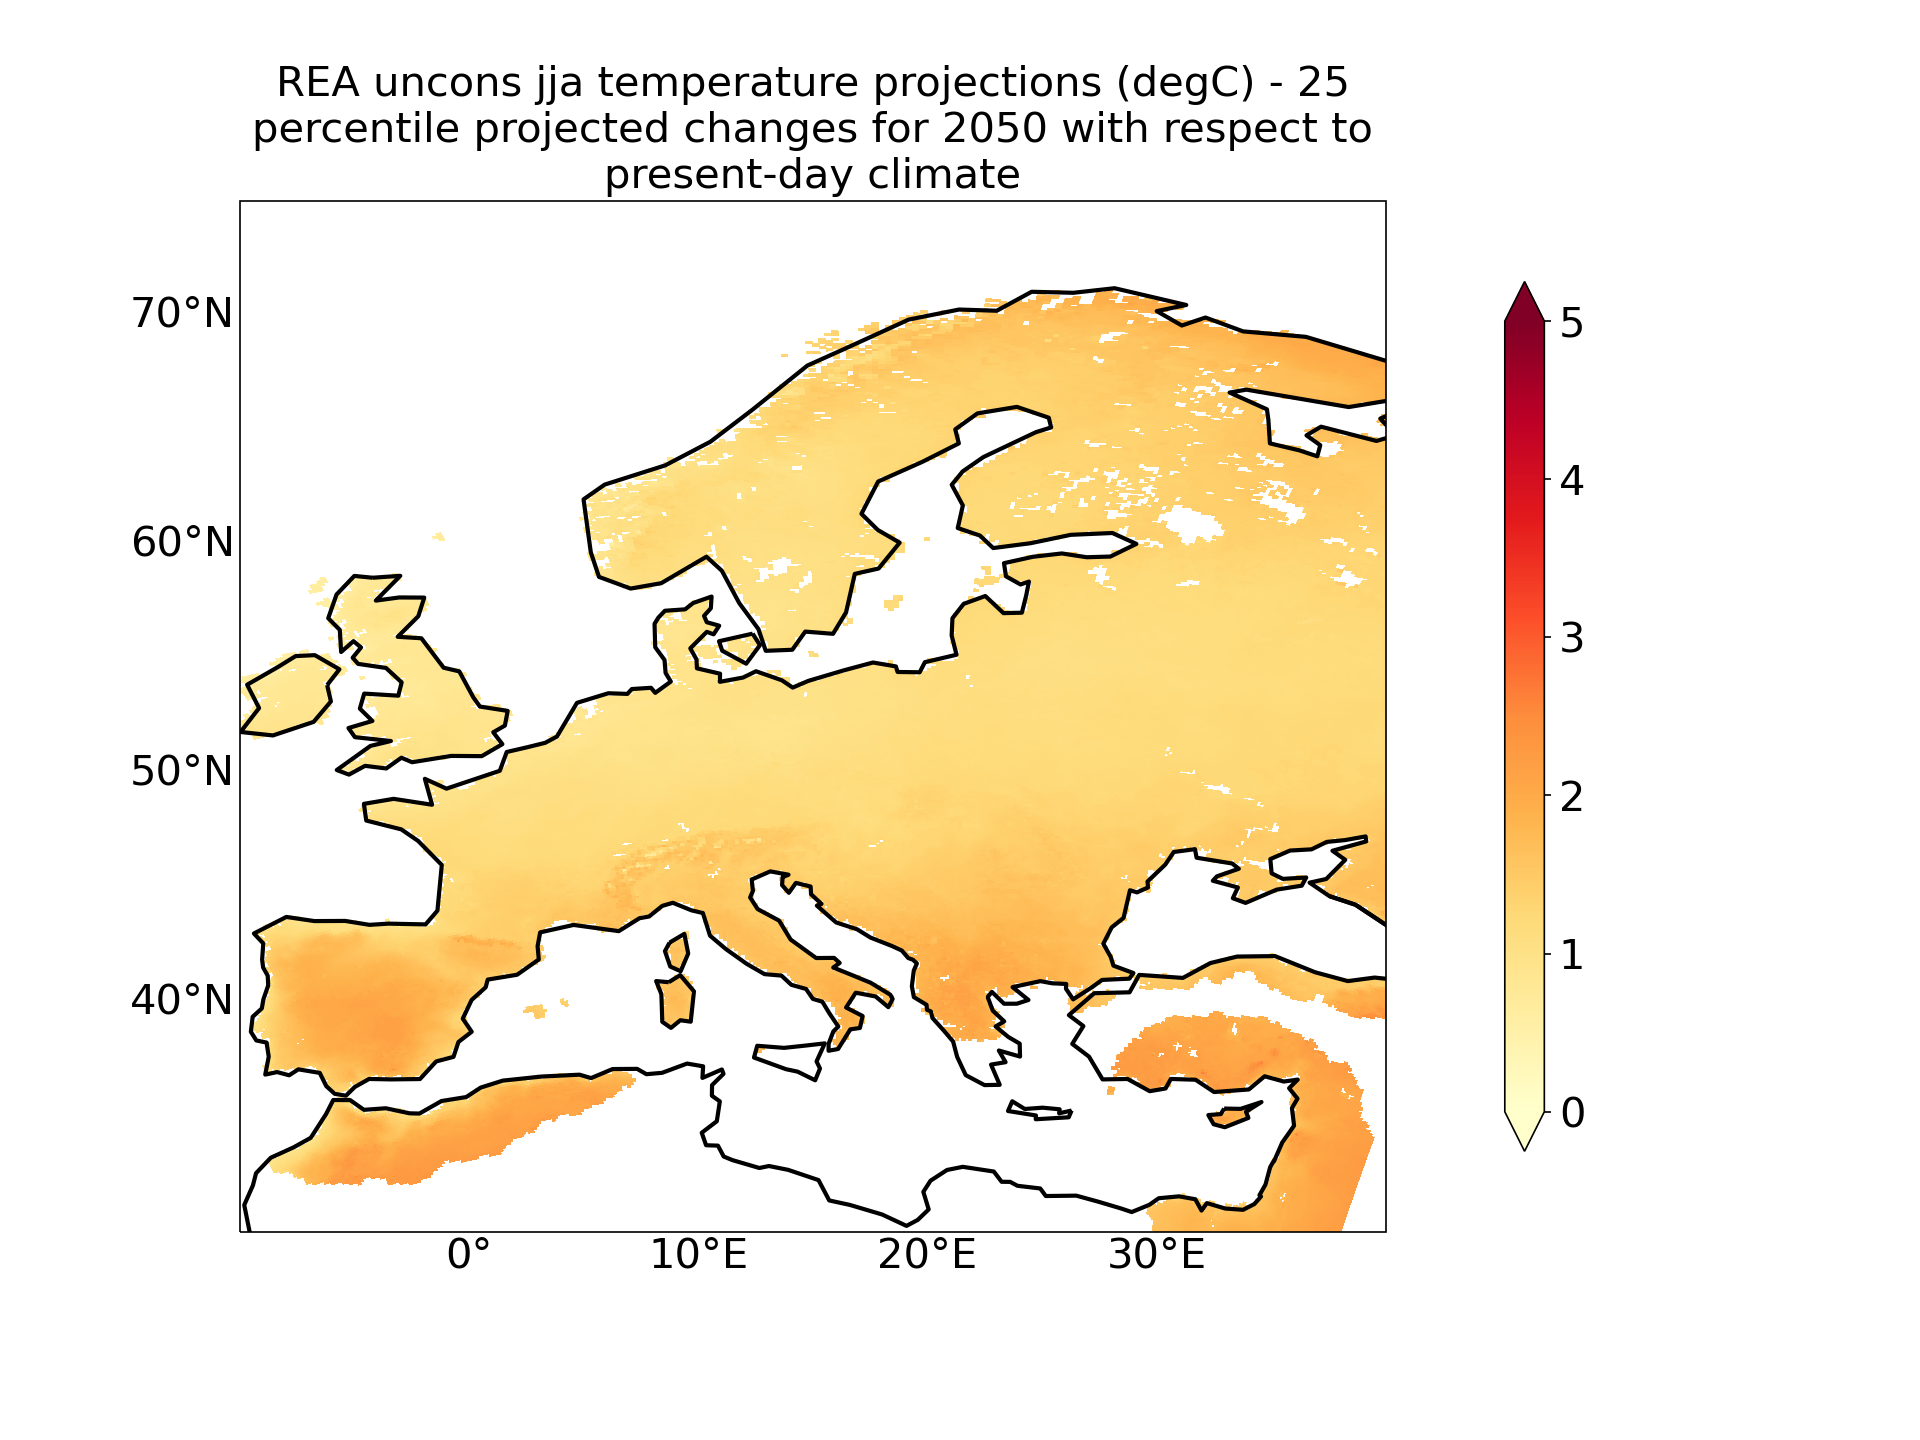 REA uncons jja temperature projections (degC) - 25
percentile projected changes for 2050 with respect to
present-day climate
70°N
60°N
50°N
40°N
0°
10°E
20°E
30°E
5
4
3
2
1
0